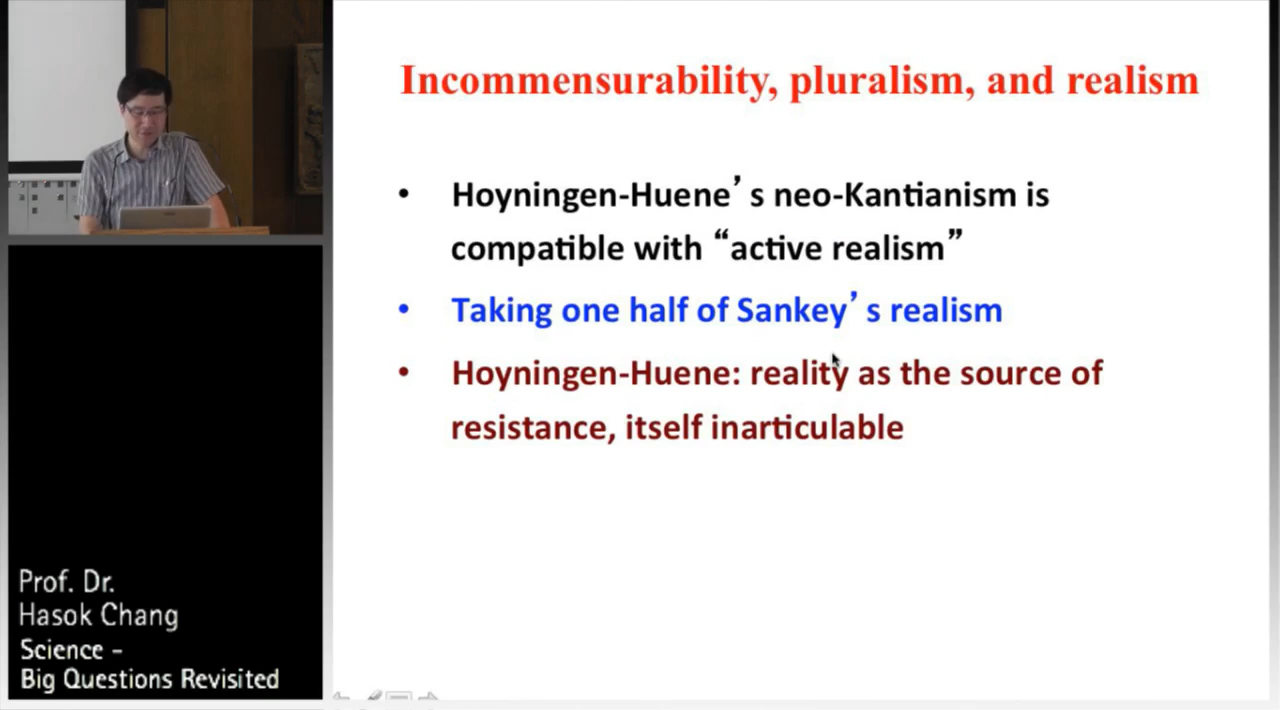 Incommensurability, pluralism, and realism
• Hoyningen-Huene’s neo-Kantianism is
compatible with “active realism”
• Taking one half of Sankey’s realism
• Hoyningen-Huene: reality as the source of
resistance, itself inarticulable
Prof. Dr.
Hasok Chang
Science –
Big Questions Revisited